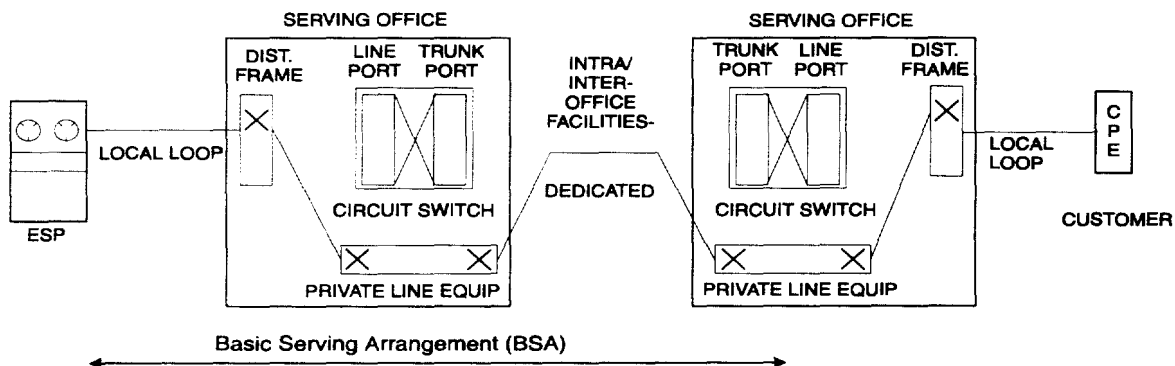 SERVING OFFICE
DIST.
FRAME
LINE
PORT
TRUNK
PORT
LOCAL LOOP
ESP
CIRCUIT SWITCH
PRIVATE LINE EQUIP
INTRA/
INTER-
OFFICE
FACILITIES-
DEDICATED
SERVING OFFICE
TRUNK
PORT
LINE
PORT
DIST.
FRAME
CIRCUIT SWITCH
PRIVATE LINE EQUIP
LOCAL
LOOP
C
P
E
CUSTOMER
Basic Serving Arrangement (BSA)